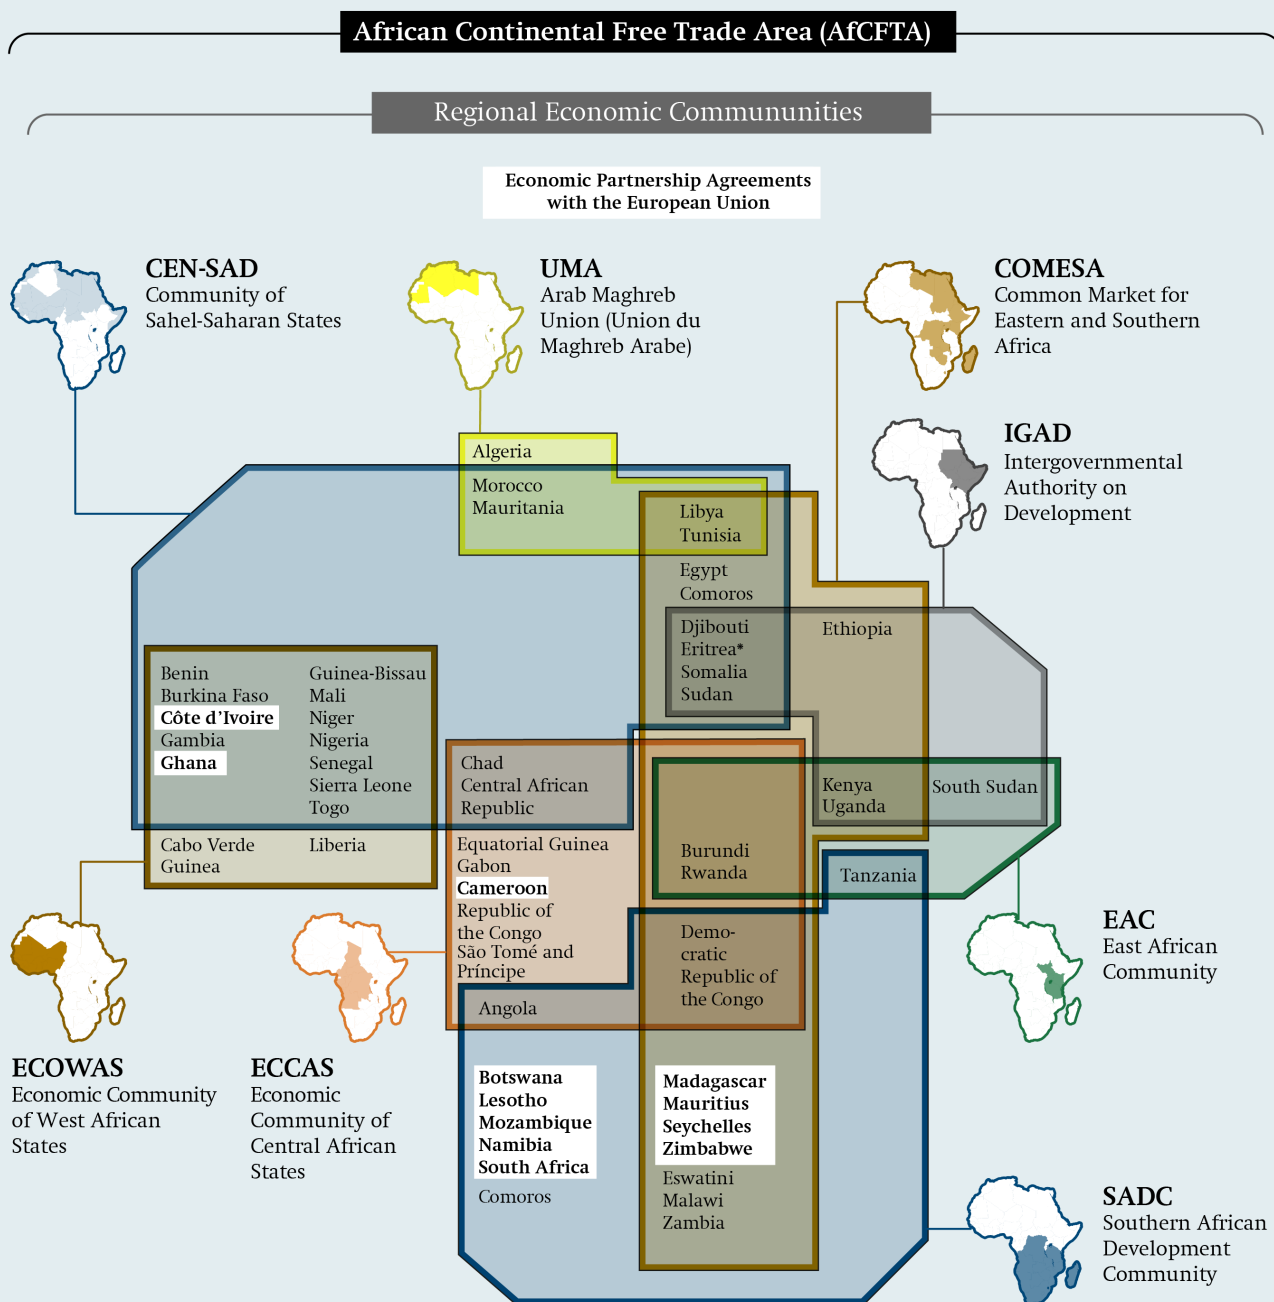 African Continental Free Trade Area (AfCFTA)
Regional Economic Commununities
Economic Partnership Agreements
with the European Union
CEN-SAD
Community of
Sahel-Saharan States
UMA
Arab Maghreb
Union (Union du
Maghreb Arabe)
COMESA
Common Market for
Eastern and Southern
Africa
IGAD
Intergovernmental
Authority on
Development
Algeria
Morocco
Mauritania
Libya
Tunisia
Egypt
Comoros
Djibouti
Eritrea*
Somalia
Sudan
Ethiopia
Benin
Burkina Faso
Côte d’Ivoire
Gambia
Ghana
Guinea-Bissau
Mali
Niger
Nigeria
Senegal
Sierra Leone
Togo
Cabo Verde
Guinea
Liberia
Chad
Central African
Republic
Equatorial Guinea
Gabon
Cameroon
Republic of
the Congo
São Tomé and
Príncipe
Angola
Kenya
Uganda
South Sudan
Burundi
Rwanda
Tanzania
Demo-
cratic
Republic of
the Congo
Botswana
Lesotho
Mozambique
Namibia
South Africa
Comoros
Madagascar
Mauritius
Seychelles
Zimbabwe
Eswatini
Malawi
Zambia
ECOWAS
Economic Community
of West African
States
ECCAS
Economic
Community of
Central African
States
EAC
East African
Community
SADC
Southern African
Development
Community